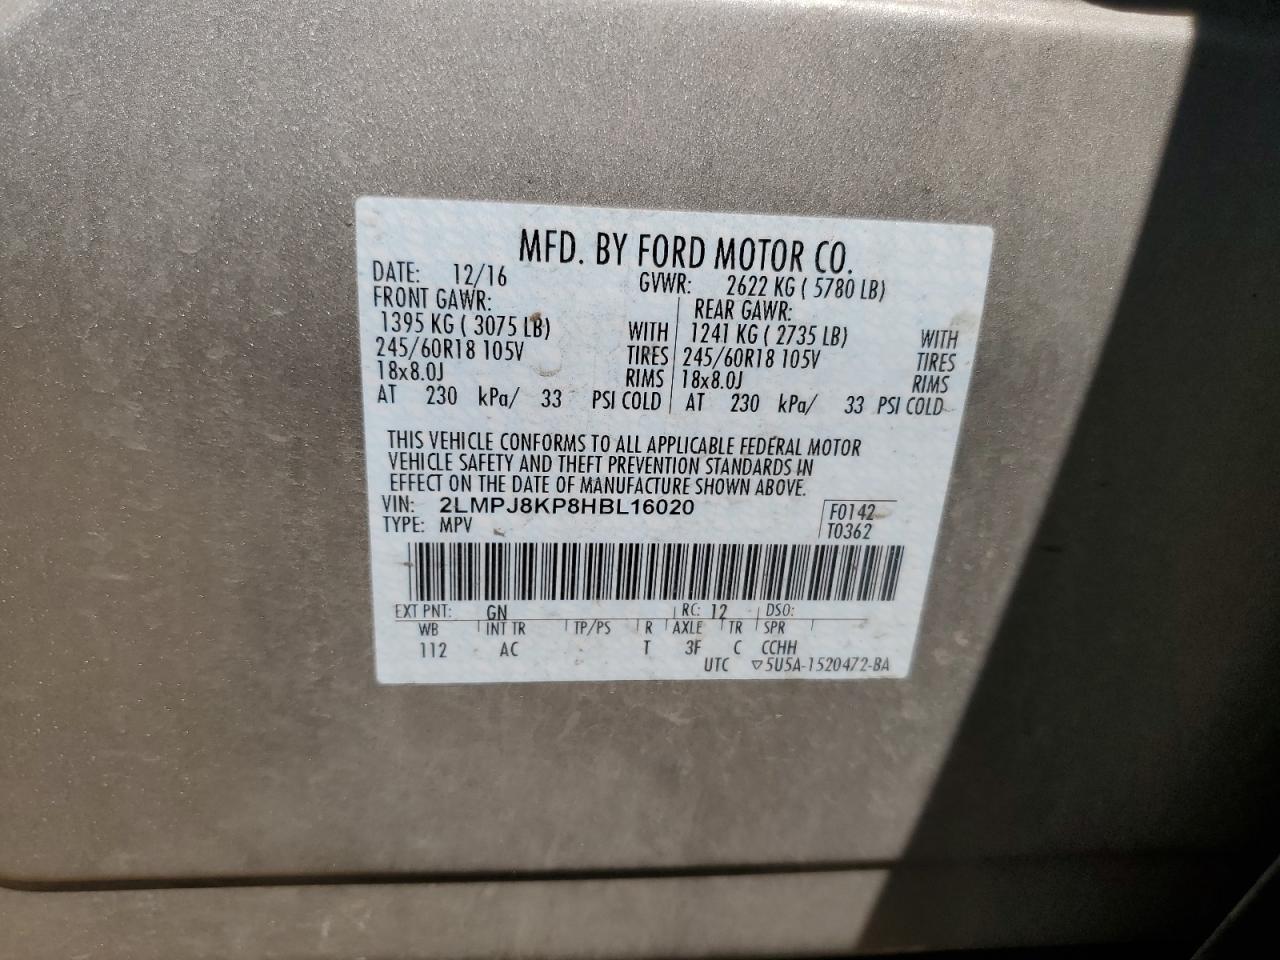 MFD. BY FORD MOTOR CO.
DATE: 12/16 GVWR: 2622 KG ( 5780 LB)
FRONT GAWR: REAR GAWR:
1395 KG ( 3075 LB) WITH 1241 KG ( 2735 LB) WITH
245/60R18 105V TIRES 245/60R18 105V TIRES
18x8.0J RIMS 18x8.0J RIMS
AT 230 kPa/ 33 PSI COLD AT 230 kPa/ 33 PSI COLD
THIS VEHICLE CONFORMS TO ALL APPLICABLE FEDERAL MOTOR
VEHICLE SAFETY AND THEFT PREVENTION STANDARDS IN
EFFECT ON THE DATE OF MANUFACTURE SHOWN ABOVE.
VIN: 2LMPJ8KP8HBL16020 F0142
TYPE: MPV T0362
EXT PNT: GN RC: 12 DSO:
WB INT TR TP/PS R AXLE TR SPR
112 AC T 3F C CCHH
UTC ▽5U5A-1520472-BA